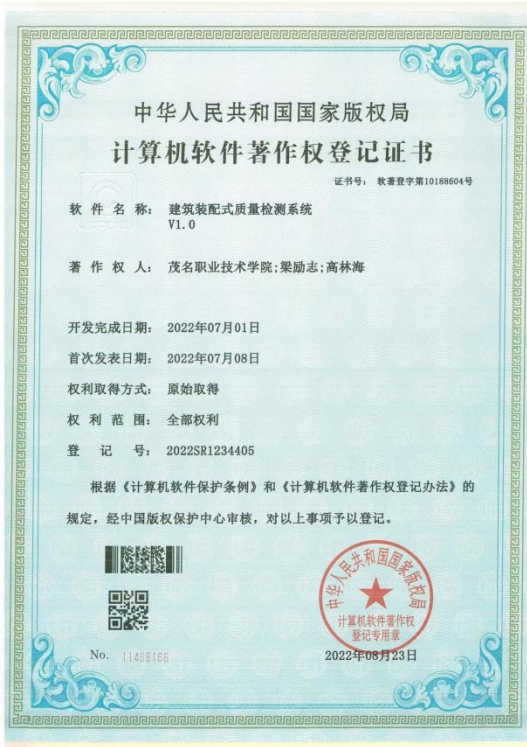 中华人民共和国国家版权局
计算机软件著作权登记证书
证书号： 软著登字第10188604号
软件名称： 建筑装配式质量检测系统
V1.0
著作权人： 茂名职业技术学院;梁励志;高林海
开发完成日期： 2022年07月01日
首次发表日期： 2022年07月08日
权利取得方式： 原始取得
权利范围： 全部权利
登记号： 2022SR1234405
根据《计算机软件保护条例》和《计算机软件著作权登记办法》的
规定，经中国版权保护中心审核，对以上事项予以登记。
中华人民共和国国家版权局
计算机软件著作权
登记专用章
No. 11468166
2022年08月23日